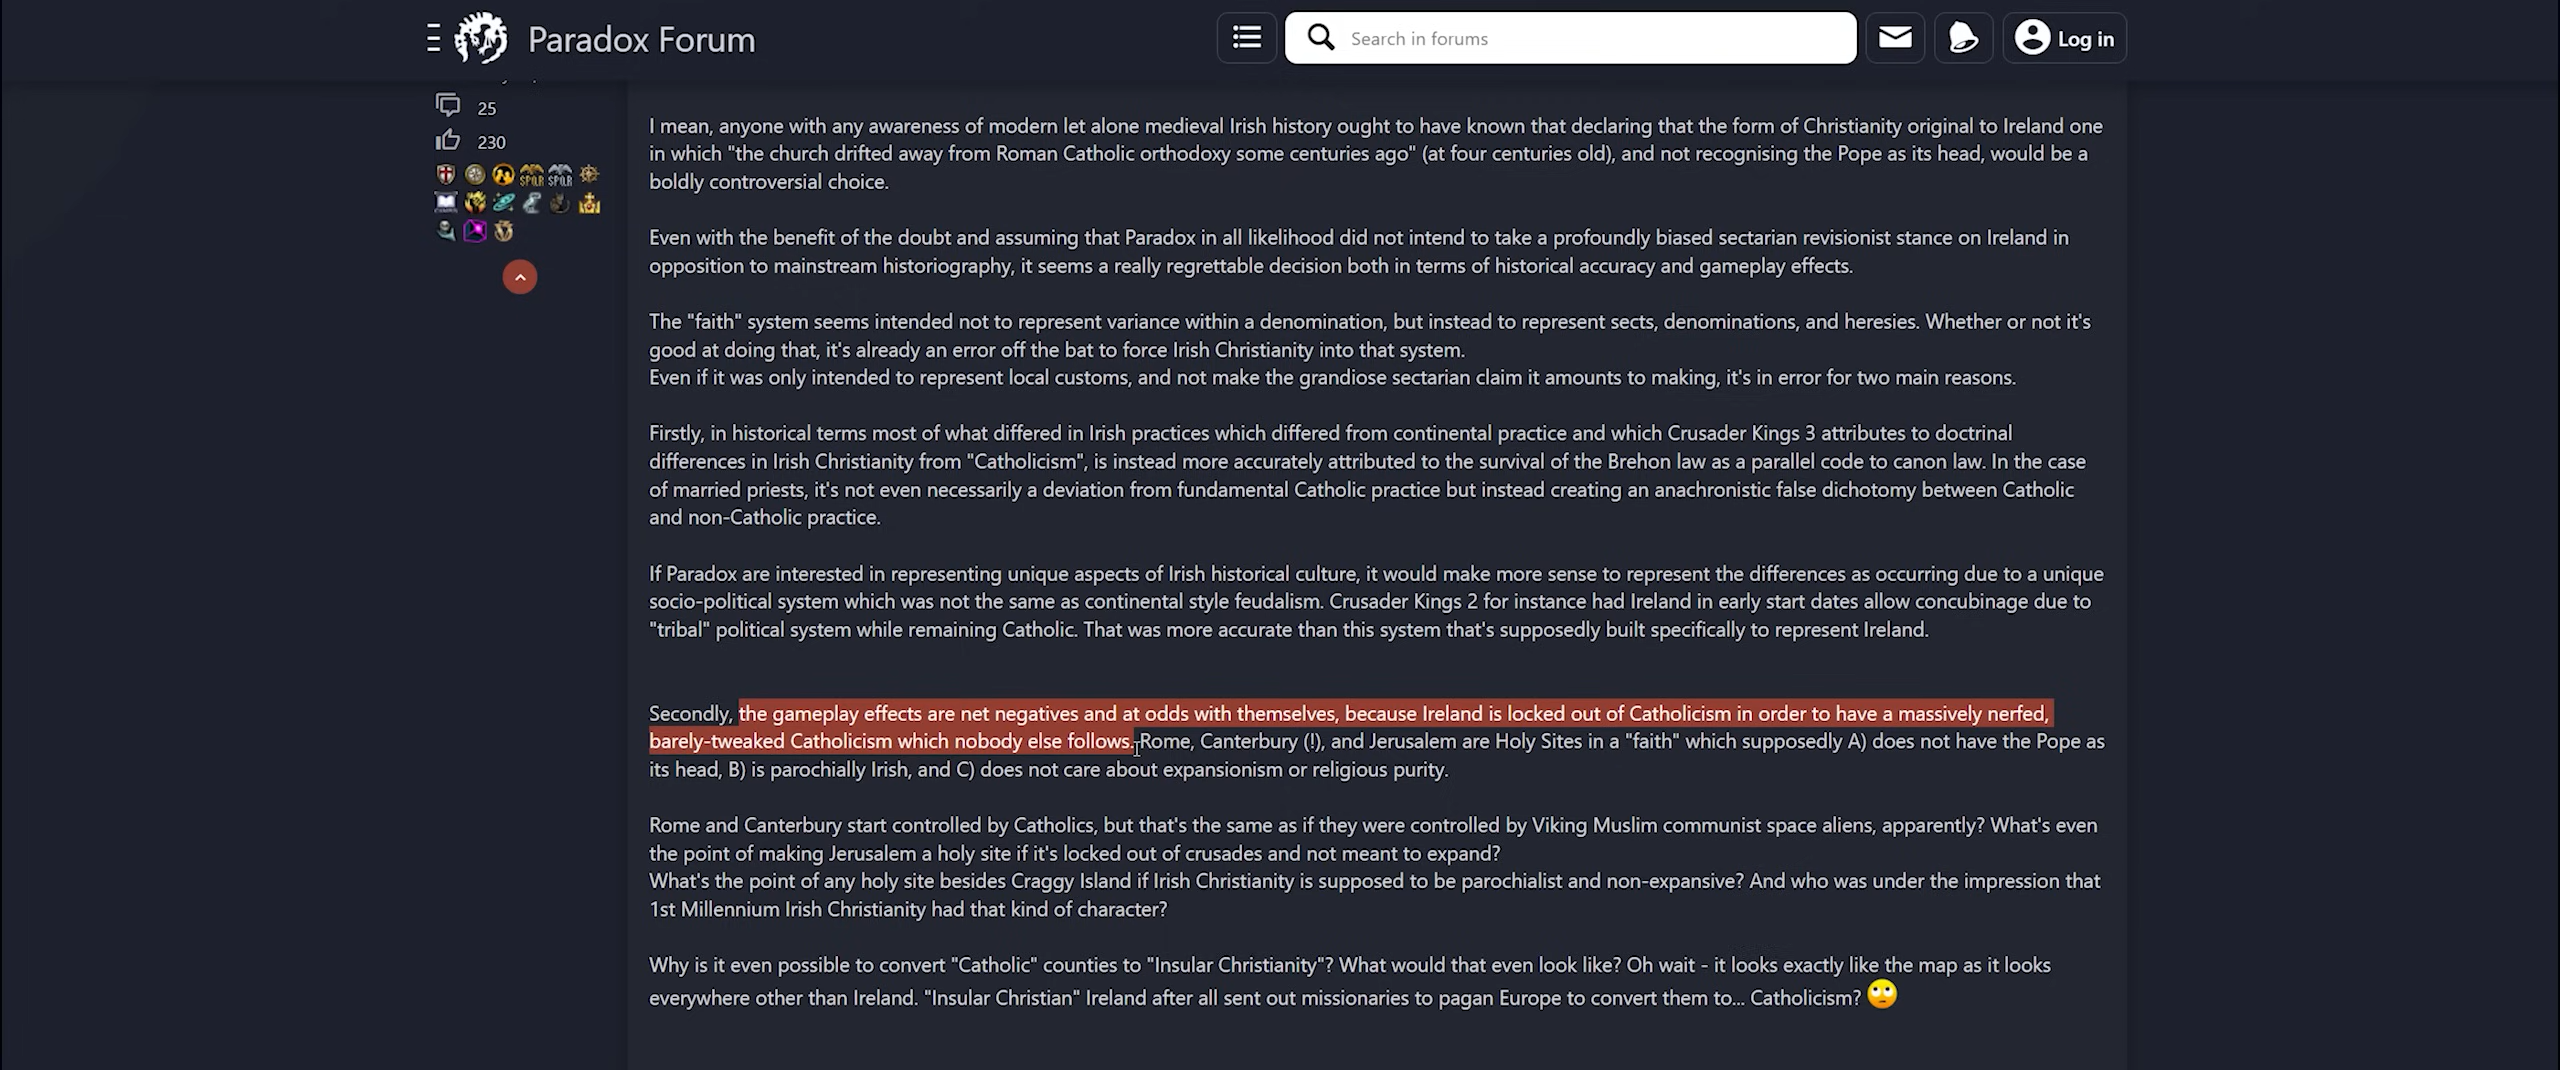 Paradox Forum
Search in forums
Log in
25
230
I mean, anyone with any awareness of modern let alone medieval Irish history ought to have known that declaring that the form of Christianity original to Ireland one
in which "the church drifted away from Roman Catholic orthodoxy some centuries ago" (at four centuries old), and not recognising the Pope as its head, would be a
boldly controversial choice.
Even with the benefit of the doubt and assuming that Paradox in all likelihood did not intend to take a profoundly biased sectarian revisionist stance on Ireland in
opposition to mainstream historiography, it seems a really regrettable decision both in terms of historical accuracy and gameplay effects.
The "faith" system seems intended not to represent variance within a denomination, but instead to represent sects, denominations, and heresies. Whether or not it's
good at doing that, it's already an error off the bat to force Irish Christianity into that system.
Even if it was only intended to represent local customs, and not make the grandiose sectarian claim it amounts to making, it's in error for two main reasons.
Firstly, in historical terms most of what differed in Irish practices which differed from continental practice and which Crusader Kings 3 attributes to doctrinal
differences in Irish Christianity from "Catholicism", is instead more accurately attributed to the survival of the Brehon law as a parallel code to canon law. In the case
of married priests, it's not even necessarily a deviation from fundamental Catholic practice but instead creating an anachronistic false dichotomy between Catholic
and non-Catholic practice.
If Paradox are interested in representing unique aspects of Irish historical culture, it would make more sense to represent the differences as occurring due to a unique
socio-political system which was not the same as continental style feudalism. Crusader Kings 2 for instance had Ireland in early start dates allow concubinage due to
"tribal" political system while remaining Catholic. That was more accurate than this system that's supposedly built specifically to represent Ireland.
Secondly, the gameplay effects are net negatives and at odds with themselves, because Ireland is locked out of Catholicism in order to have a massively nerfed,
barely-tweaked Catholicism which nobody else follows. Rome, Canterbury (!), and Jerusalem are Holy Sites in a "faith" which supposedly A) does not have the Pope as
its head, B) is parochially Irish, and C) does not care about expansionism or religious purity.
Rome and Canterbury start controlled by Catholics, but that's the same as if they were controlled by Viking Muslim communist space aliens, apparently? What's even
the point of making Jerusalem a holy site if it's locked out of crusades and not meant to expand?
What's the point of any holy site besides Craggy Island if Irish Christianity is supposed to be parochialist and non-expansive? And who was under the impression that
1st Millennium Irish Christianity had that kind of character?
Why is it even possible to convert "Catholic" counties to "Insular Christianity"? What would that even look like? Oh wait - it looks exactly like the map as it looks
everywhere other than Ireland. "Insular Christian" Ireland after all sent out missionaries to pagan Europe to convert them to... Catholicism?